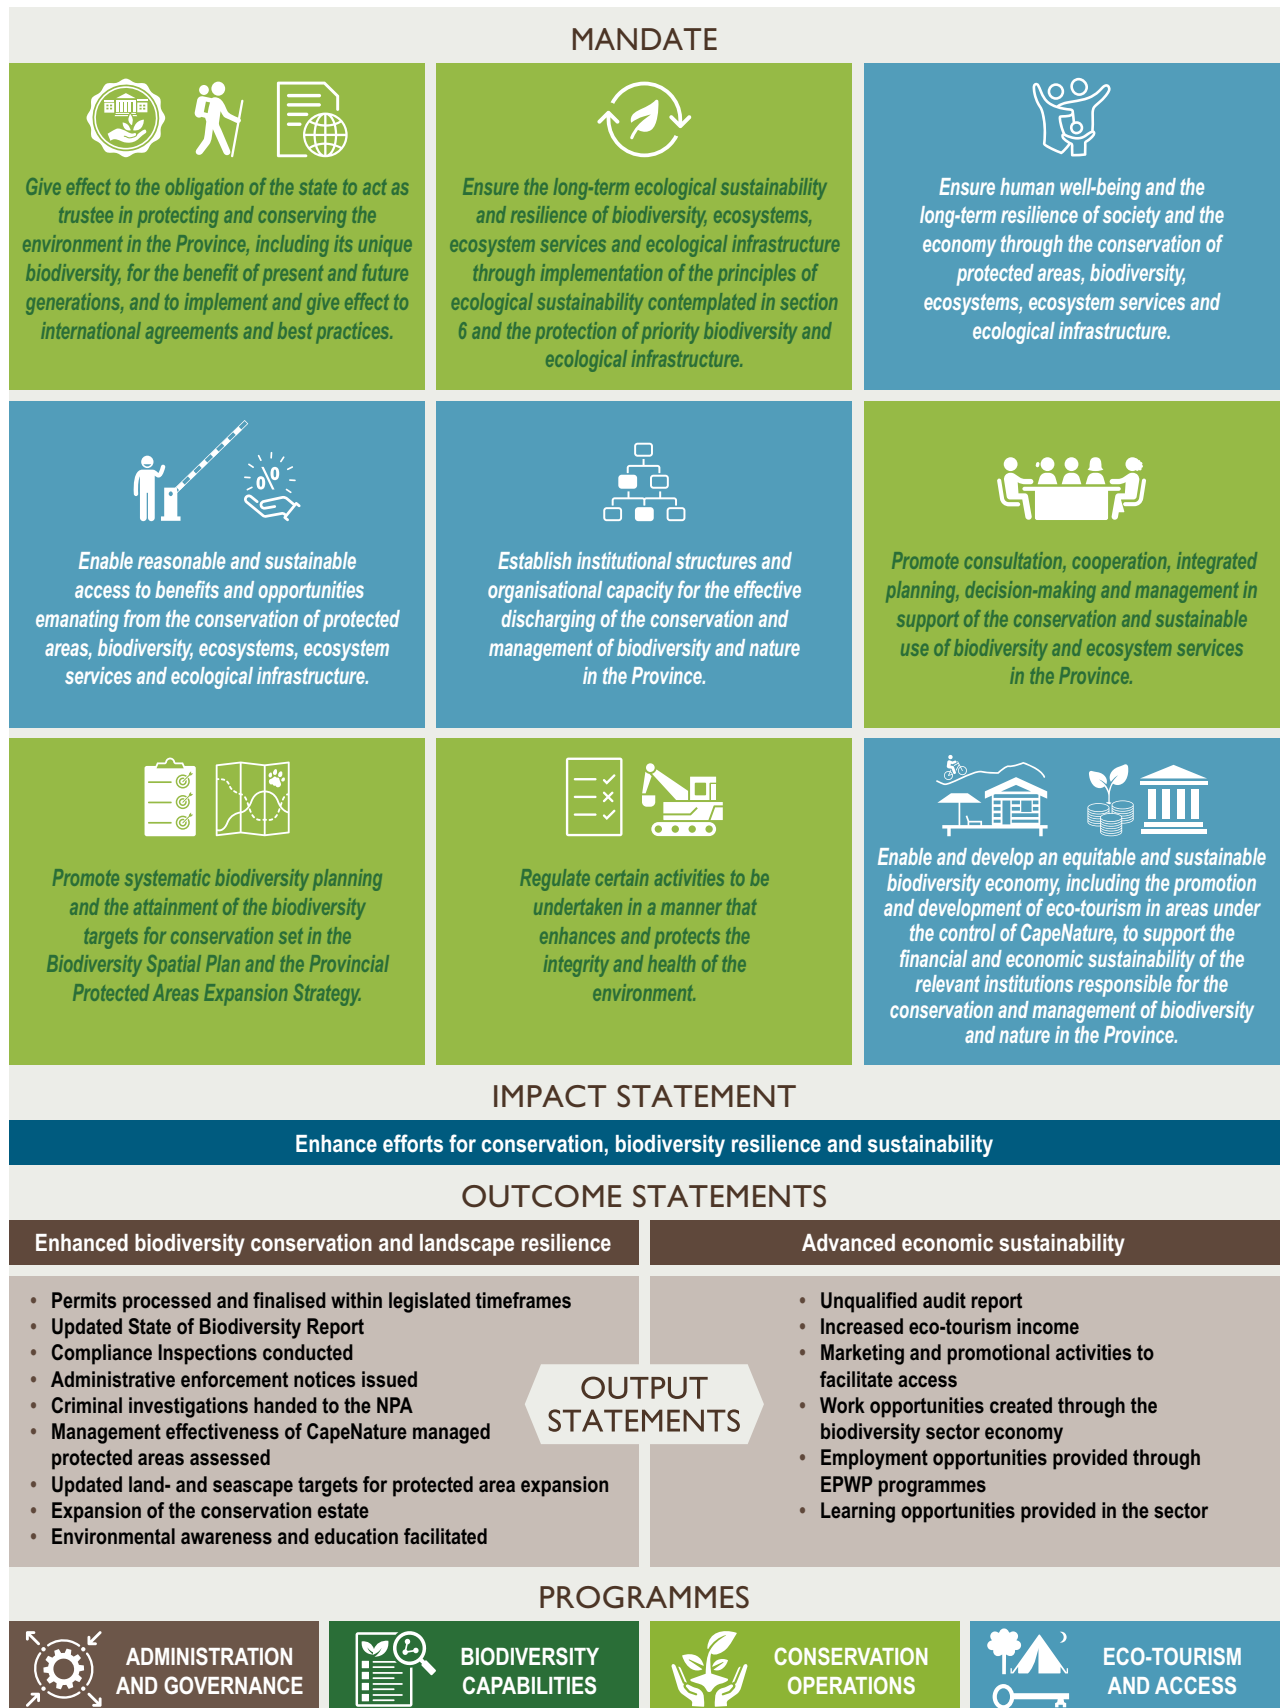 MANDATE
Give effect to the obligation of the state to act as
trustee in protecting and conserving the
environment in the Province, including its unique
biodiversity, for the benefit of present and future
generations, and to implement and give effect to
international agreements and best practices.
Ensure the long-term ecological sustainability
and resilience of biodiversity, ecosystems,
ecosystem services and ecological infrastructure
through implementation of the principles of
ecological sustainability contemplated in section
6 and the protection of priority biodiversity and
ecological infrastructure.
Ensure human well-being and the
long-term resilience of society and the
economy through the conservation of
protected areas, biodiversity,
ecosystems, ecosystem services and
ecological infrastructure.
%
Enable reasonable and sustainable
access to benefits and opportunities
emanating from the conservation of protected
areas, biodiversity, ecosystems, ecosystem
services and ecological infrastructure.
Establish institutional structures and
organisational capacity for the effective
discharging of the conservation and
management of biodiversity and nature
in the Province.
Promote consultation, cooperation, integrated
planning, decision-making and management in
support of the conservation and sustainable
use of biodiversity and ecosystem services
in the Province.
Promote systematic biodiversity planning
and the attainment of the biodiversity
targets for conservation set in the
Biodiversity Spatial Plan and the Provincial
Protected Areas Expansion Strategy.
Regulate certain activities to be
undertaken in a manner that
enhances and protects the
integrity and health of the
environment.
Enable and develop an equitable and sustainable
biodiversity economy, including the promotion
and development of eco-tourism in areas under
the control of CapeNature, to support the
financial and economic sustainability of the
relevant institutions responsible for the
conservation and management of biodiversity
and nature in the Province.
IMPACT STATEMENT
Enhance efforts for conservation, biodiversity resilience and sustainability
OUTCOME STATEMENTS
Enhanced biodiversity conservation and landscape resilience
• Permits processed and finalised within legislated timeframes
• Updated State of Biodiversity Report
• Compliance Inspections conducted
• Administrative enforcement notices issued
• Criminal investigations handed to the NPA
• Management effectiveness of CapeNature managed
protected areas assessed
• Updated land- and seascape targets for protected area expansion
• Expansion of the conservation estate
• Environmental awareness and education facilitated
OUTPUT
STATEMENTS
Advanced economic sustainability
• Unqualified audit report
• Increased eco-tourism income
• Marketing and promotional activities to
facilitate access
• Work opportunities created through the
biodiversity sector economy
• Employment opportunities provided through
EPWP programmes
• Learning opportunities provided in the sector
PROGRAMMES
ADMINISTRATION
AND GOVERNANCE
BIODIVERSITY
CAPABILITIES
CONSERVATION
OPERATIONS
ECO-TOURISM
AND ACCESS